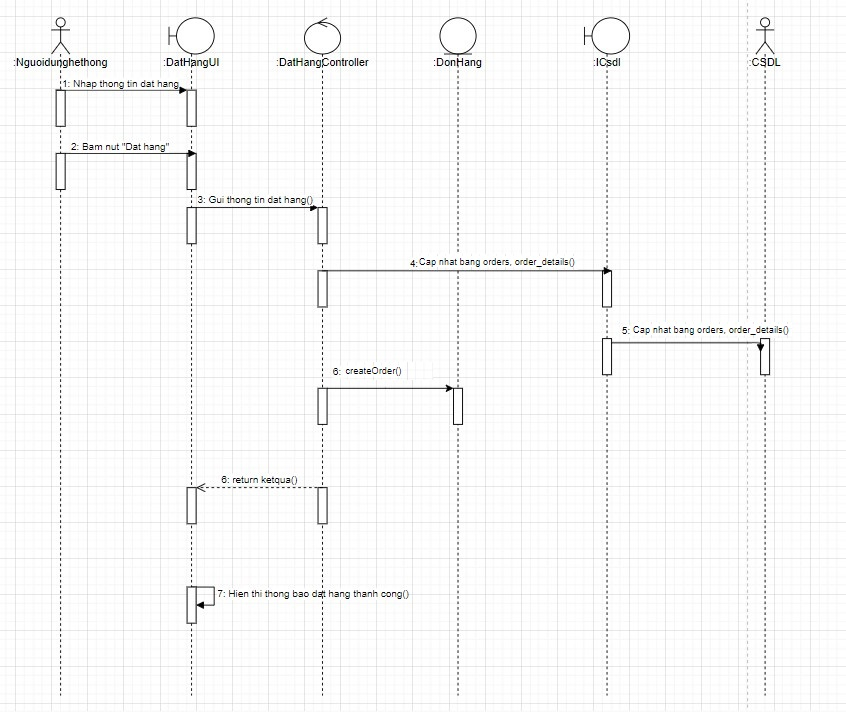 :Nguoidunghethong
:DatHangUI
:DatHangController
:DonHang
:ICsdl
:CSDL
1: Nhap thong tin dat hang
2: Bam nut "Dat hang"
3: Gui thong tin dat hang()
4: Cap nhat bang orders, order_details()
5: Cap nhat bang orders, order_details()
6: createOrder()
6: return ketqua()
7: Hien thi thong bao dat hang thanh cong()